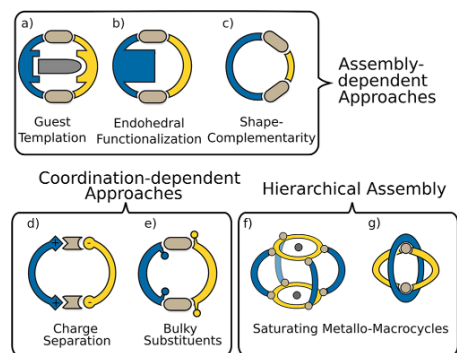 a)
b)
c)
Guest
Templation
Endohedral
Functionalization
Shape-
Complementarity
Assembly-
dependent
Approaches
Coordination-dependent
Approaches
Hierarchical Assembly
d)
e)
f)
g)
+
-
+
-
Charge
Separation
Bulky
Substituents
Saturating Metallo-Macrocycles